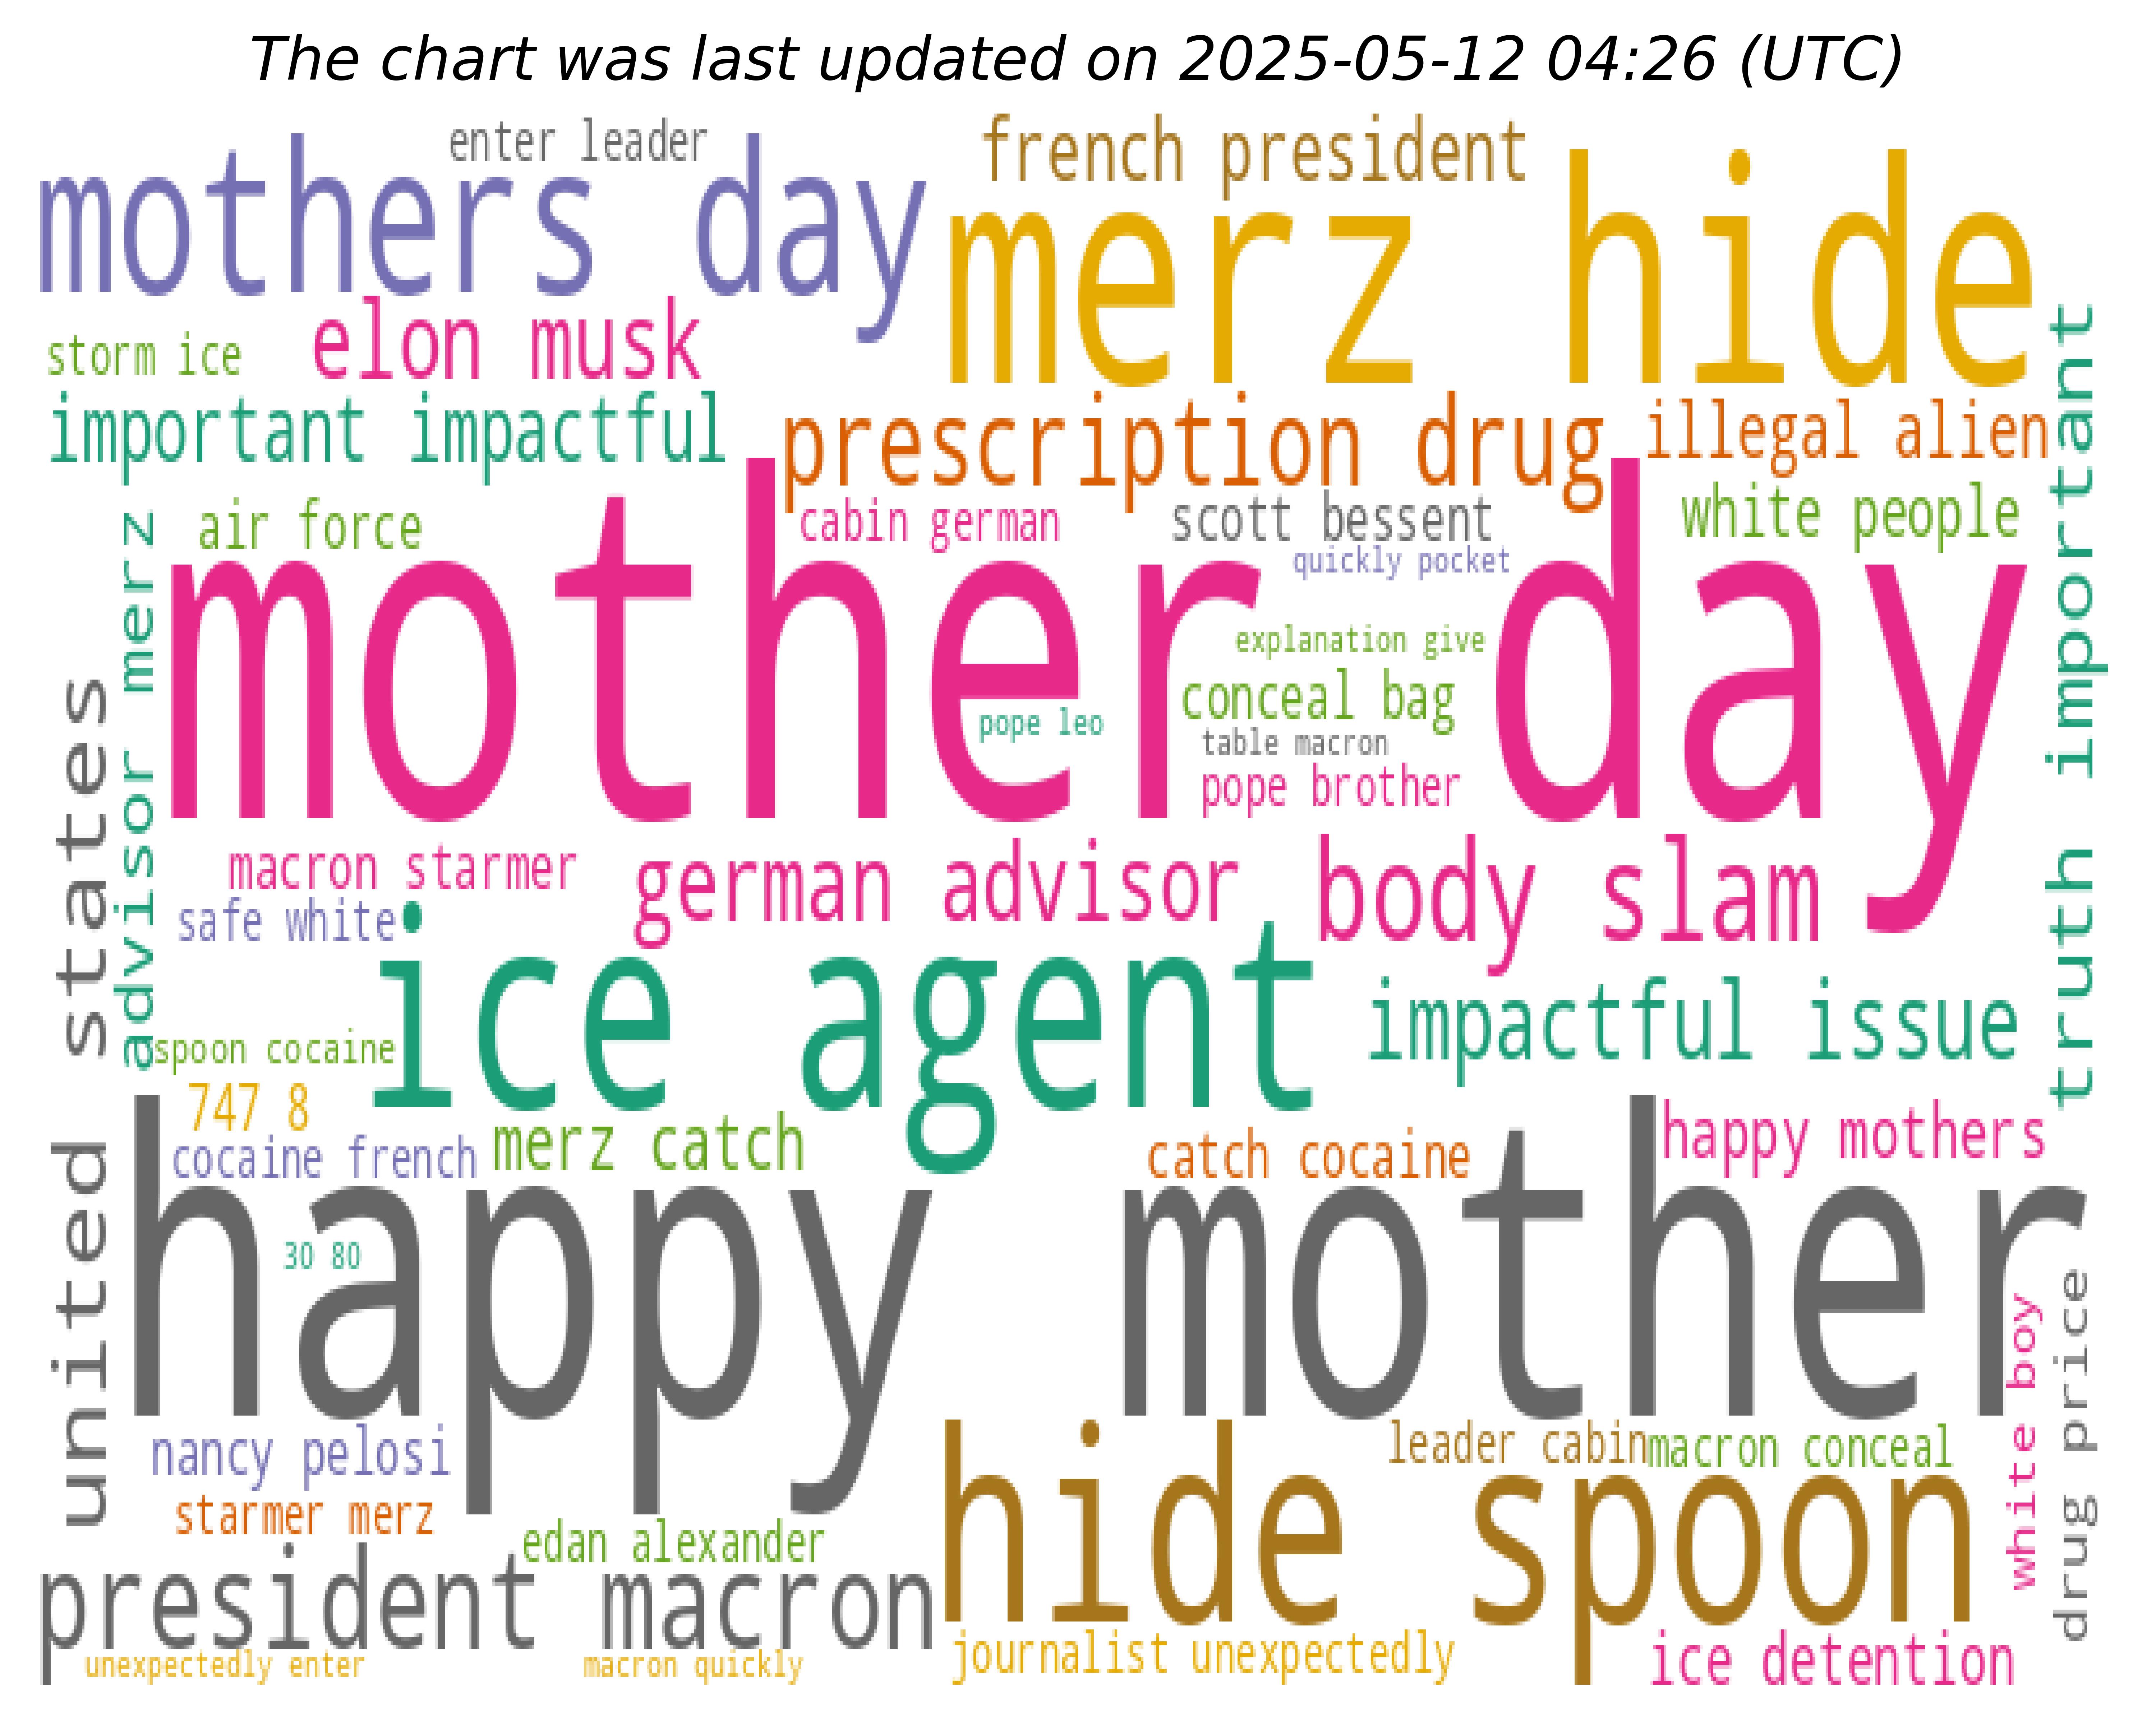 The chart was last updated on 2025-05-12 04:26 (UTC)
enter leader
french president
mothers day
merz hide
storm ice
elon musk
important impactful
prescription drug
illegal alien
truth important
air force
cabin german
scott bessent
white people
quickly pocket
advisor merz
mother day
explanation give
conceal bag
pope leo
table macron
pope brother
united states
macron starmer
german advisor
body slam
safe white
ice agent
impactful issue
spoon cocaine
747 8
cocaine french
merz catch
catch cocaine
happy mothers
happy mother
30 80
white boy
drug price
nancy pelosi
leader cabin
macron conceal
hide spoon
starmer merz
edan alexander
president macron
unexpectedly enter
macron quickly
journalist unexpectedly
ice detention